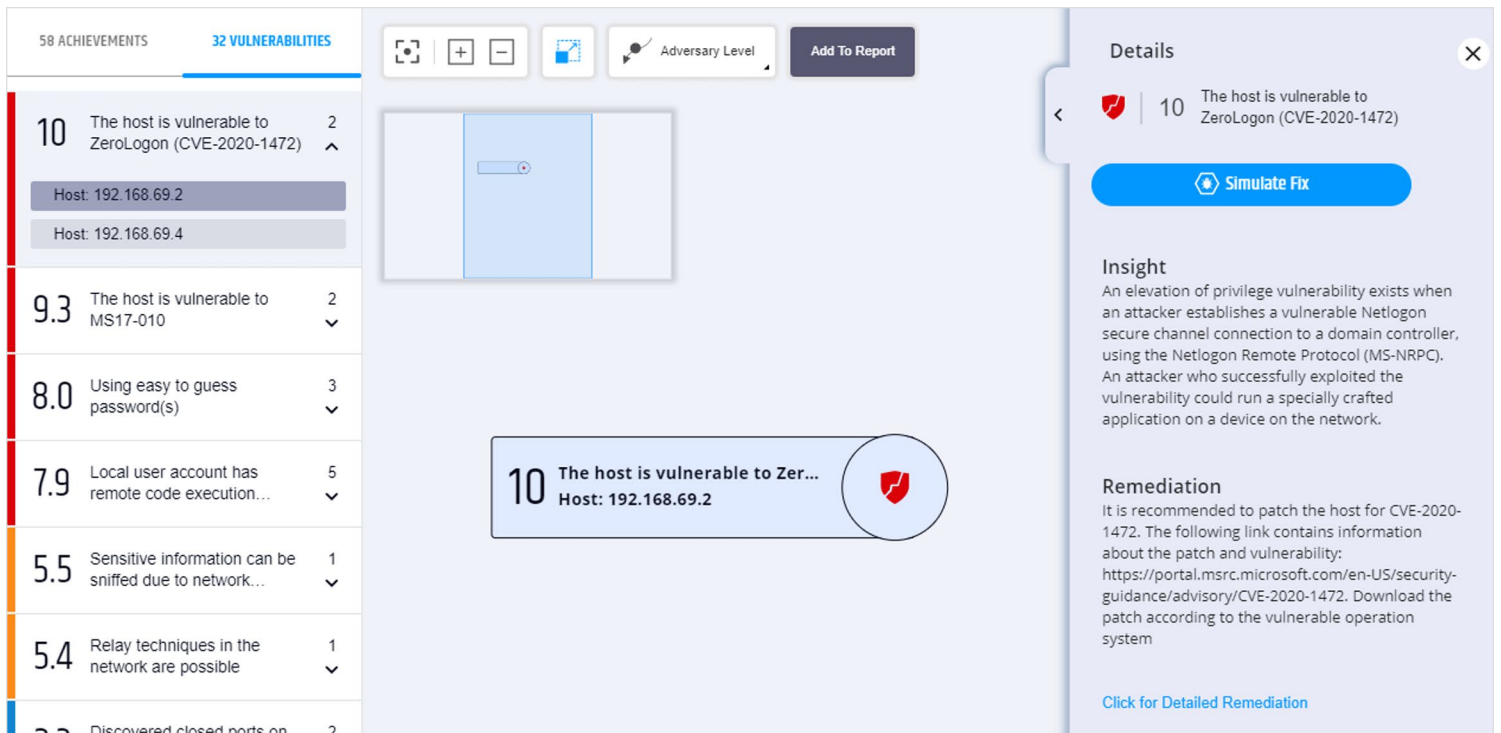 58 ACHIEVEMENTS
32 VULNERABILITIES
10
The host is vulnerable to
ZeroLogon (CVE-2020-1472)
2
Host: 192.168.69.2
Host: 192.168.69.4
9.3
The host is vulnerable to
MS17-010
2
8.0
Using easy to guess
password(s)
3
7.9
Local user account has
remote code execution...
5
5.5
Sensitive information can be
sniffed due to network...
1
5.4
Relay techniques in the
network are possible
1
Discovered closed ports on
2
Adversary Level
Add To Report
10
The host is vulnerable to Zer...
Host: 192.168.69.2
Details
10
The host is vulnerable to
ZeroLogon (CVE-2020-1472)
Simulate Fix
Insight
An elevation of privilege vulnerability exists when
an attacker establishes a vulnerable Netlogon
secure channel connection to a domain controller,
using the Netlogon Remote Protocol (MS-NRPC).
An attacker who successfully exploited the
vulnerability could run a specially crafted
application on a device on the network.
Remediation
It is recommended to patch the host for CVE-2020-
1472. The following link contains information
about the patch and vulnerability:
https://portal.msrc.microsoft.com/en-US/security-
guidance/advisory/CVE-2020-1472. Download the
patch according to the vulnerable operation
system
Click for Detailed Remediation